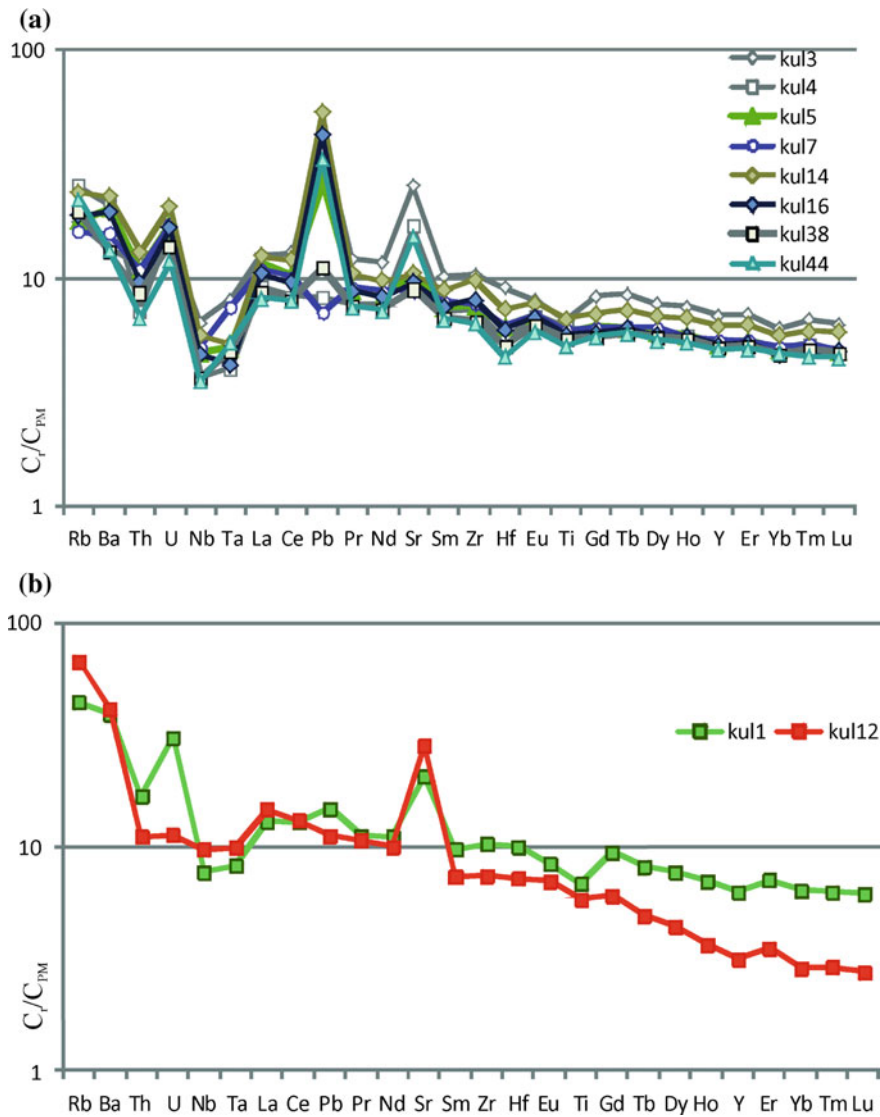 (a)
100
10
1
C_r/C_PM
kul3
kul4
kul5
kul7
kul14
kul16
kul38
kul44
Rb Ba Th U Nb Ta La Ce Pb Pr Nd Sr Sm Zr Hf Eu Ti Gd Tb Dy Ho Y Er Yb Tm Lu
(b)
100
10
1
C_r/C_PM
kul1 kul12
Rb Ba Th U Nb Ta La Ce Pb Pr Nd Sr Sm Zr Hf Eu Ti Gd Tb Dy Ho Y Er Yb Tm Lu